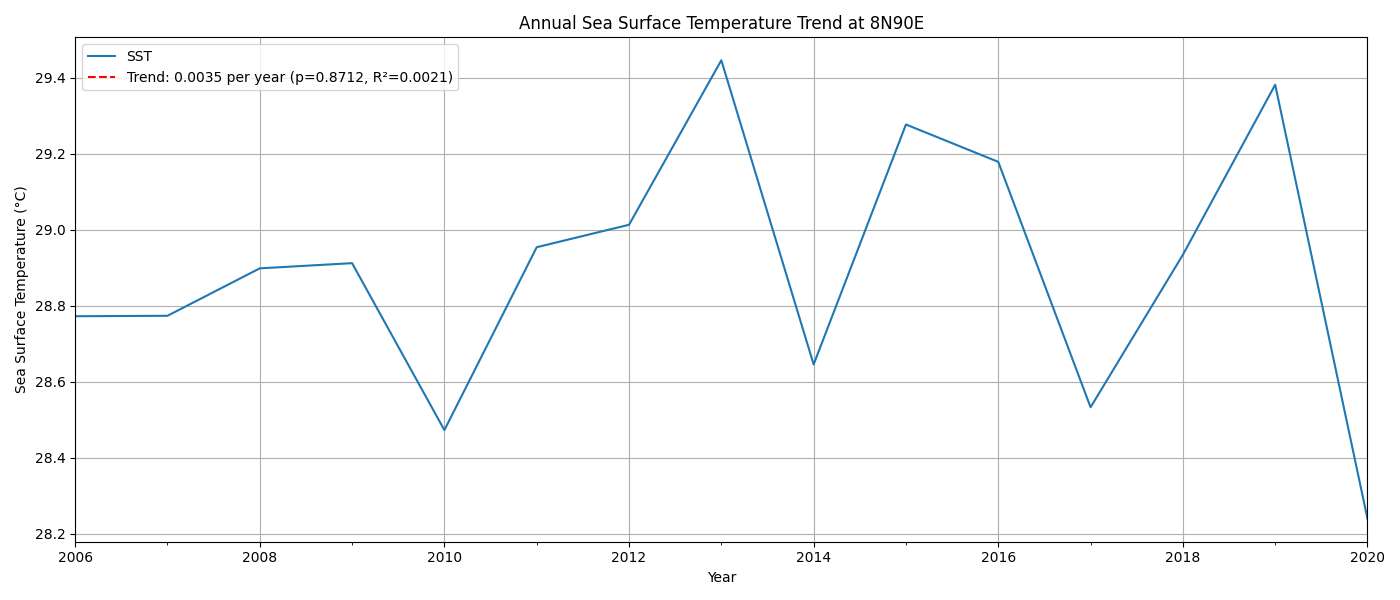 Annual Sea Surface Temperature Trend at 8N90E
SST
Trend: 0.0035 per year (p=0.8712, R²=0.0021)
Sea Surface Temperature (°C)
29.4
29.2
29.0
28.8
28.6
28.4
28.2
2006 2008 2010 2012 2014 2016 2018 2020
Year